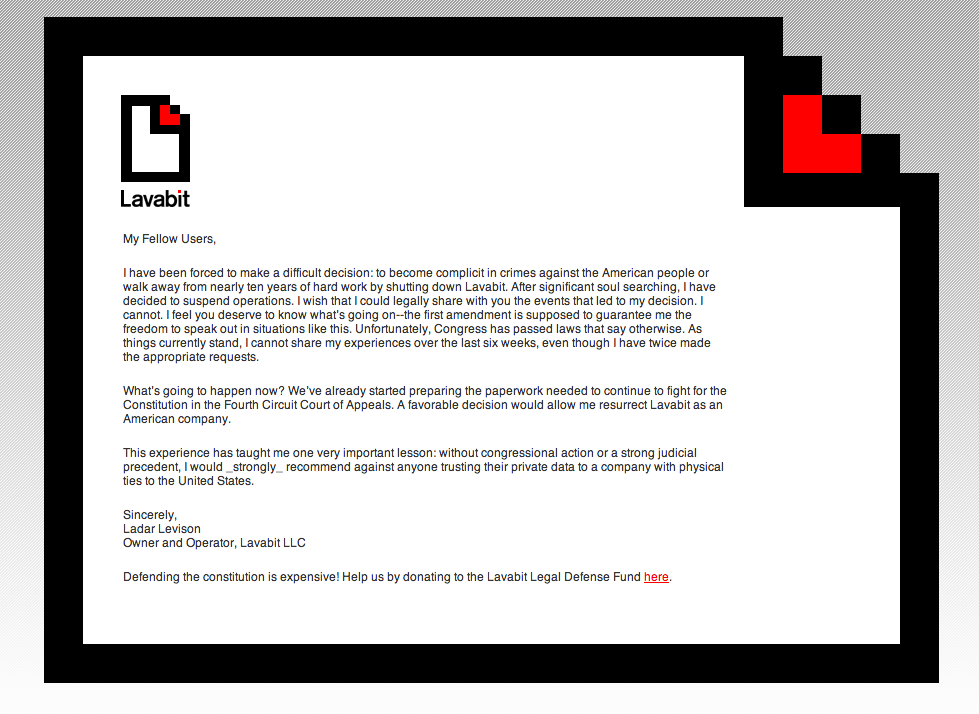 Lavabit
My Fellow Users,
I have been forced to make a difficult decision: to become complicit in crimes against the American people or
walk away from nearly ten years of hard work by shutting down Lavabit. After significant soul searching, I have
decided to suspend operations. I wish that I could legally share with you the events that led to my decision. I
cannot. I feel you deserve to know what's going on--the first amendment is supposed to guarantee me the
freedom to speak out in situations like this. Unfortunately, Congress has passed laws that say otherwise. As
things currently stand, I cannot share my experiences over the last six weeks, even though I have twice made
the appropriate requests.
What's going to happen now? We've already started preparing the paperwork needed to continue to fight for the
Constitution in the Fourth Circuit Court of Appeals. A favorable decision would allow me resurrect Lavabit as an
American company.
This experience has taught me one very important lesson: without congressional action or a strong judicial
precedent, I would _strongly_ recommend against anyone trusting their private data to a company with physical
ties to the United States.
Sincerely,
Ladar Levison
Owner and Operator, Lavabit LLC
Defending the constitution is expensive! Help us by donating to the Lavabit Legal Defense Fund here.